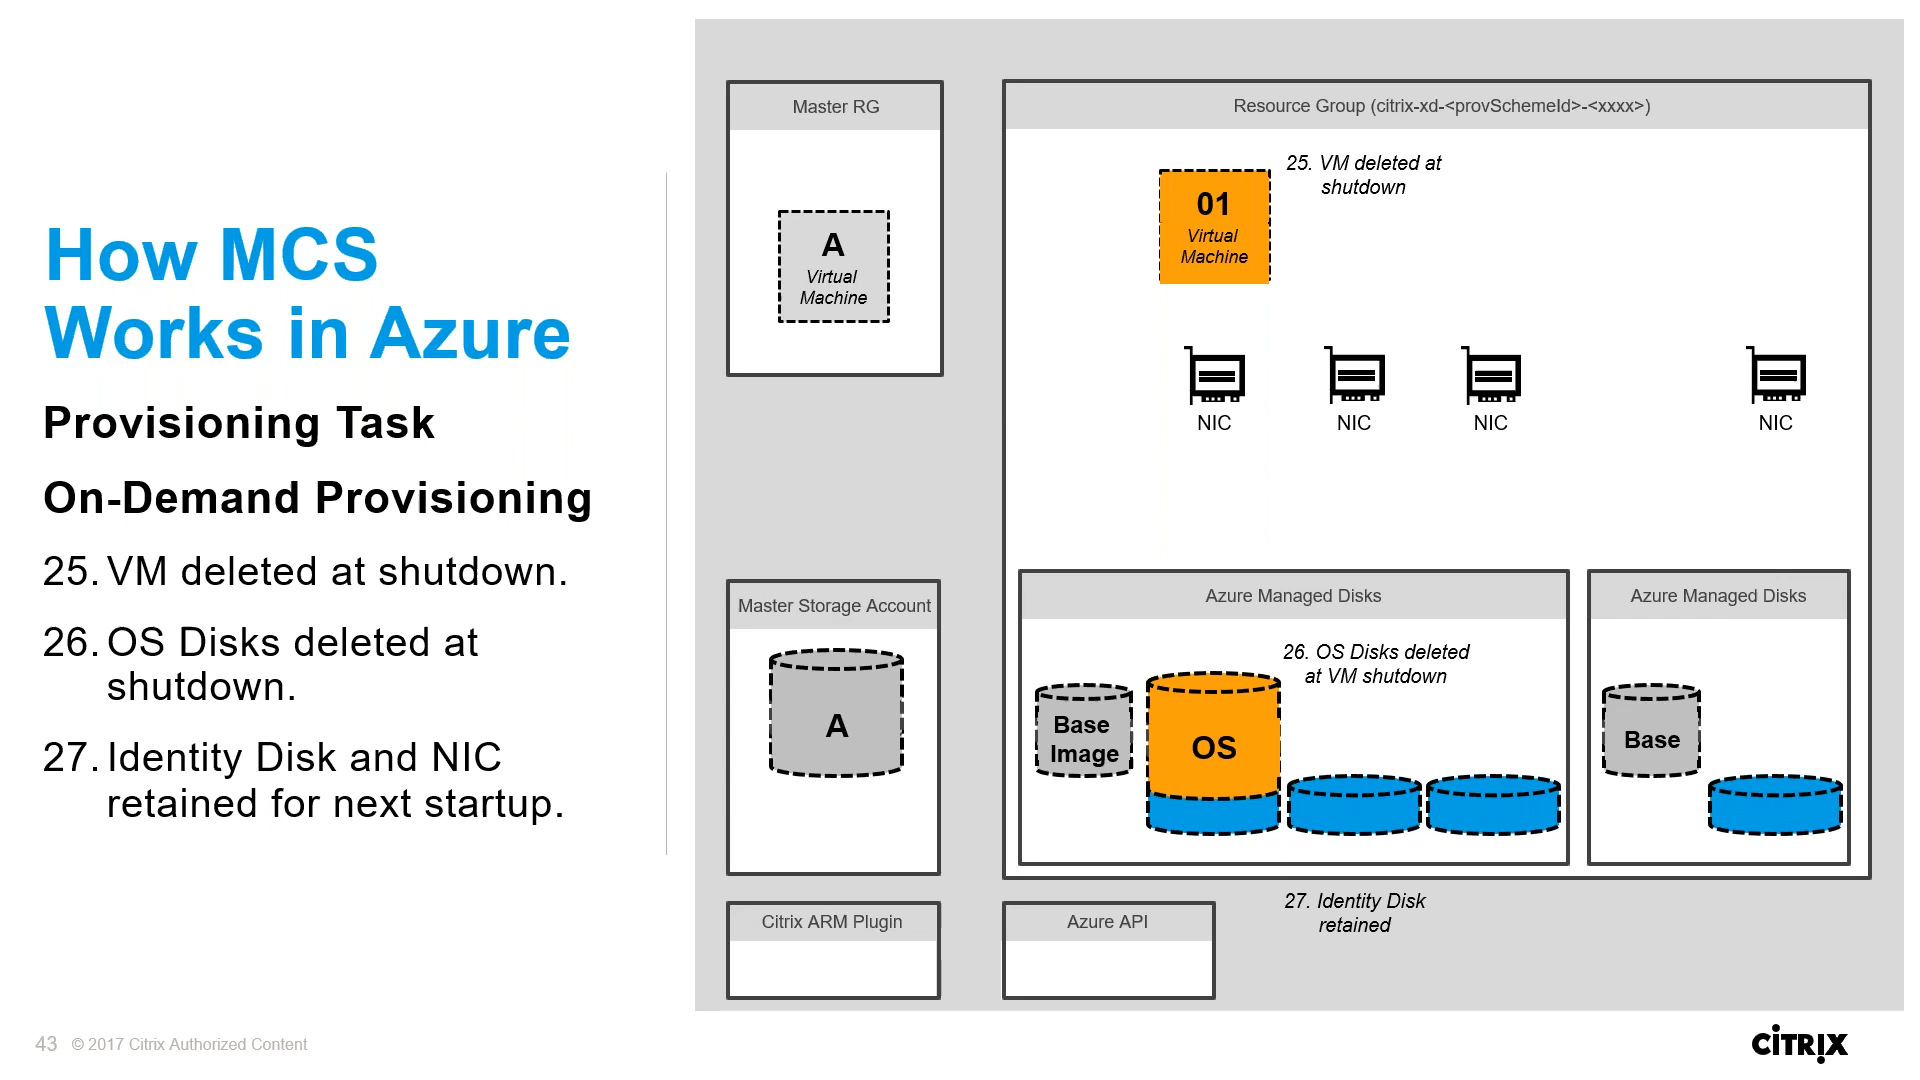 How MCS
Works in Azure
Provisioning Task
On-Demand Provisioning
25. VM deleted at shutdown.
26. OS Disks deleted at
shutdown.
27. Identity Disk and NIC
retained for next startup.
Master RG
A
Virtual
Machine
Master Storage Account
A
Citrix ARM Plugin
Azure API
Resource Group (citrix-xd-<provSchemeId>-<xxxx>)
01
Virtual
Machine
25. VM deleted at
shutdown
NIC
NIC
NIC
NIC
Azure Managed Disks
26. OS Disks deleted
at VM shutdown
Base
Image
OS
Azure Managed Disks
Base
27. Identity Disk
retained
43 © 2017 Citrix Authorized Content
CITRIX